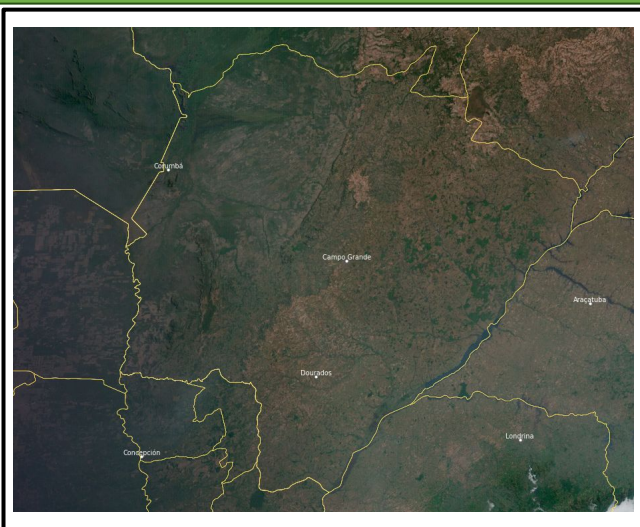 Corumbá
Campo Grande
Araçatuba
Dourados
Londrina
Concepción